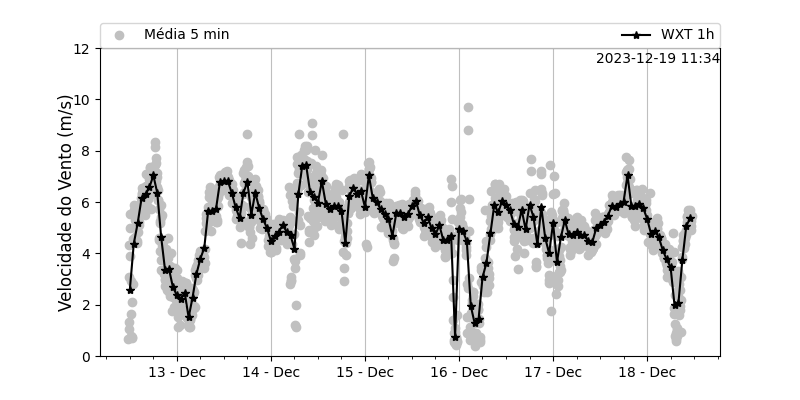 Média 5 min
WXT 1h
2023-12-19 11:34
Velocidade do Vento (m/s)
12
10
8
6
4
2
0
13 - Dec
14 - Dec
15 - Dec
16 - Dec
17 - Dec
18 - Dec